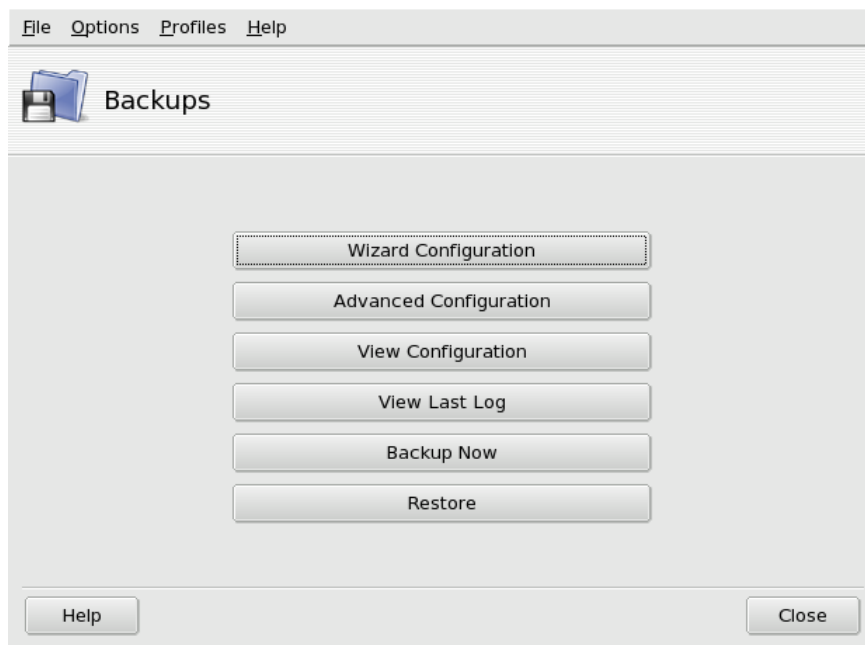 File Options Profiles Help
Backups
Wizard Configuration
Advanced Configuration
View Configuration
View Last Log
Backup Now
Restore
Help Close